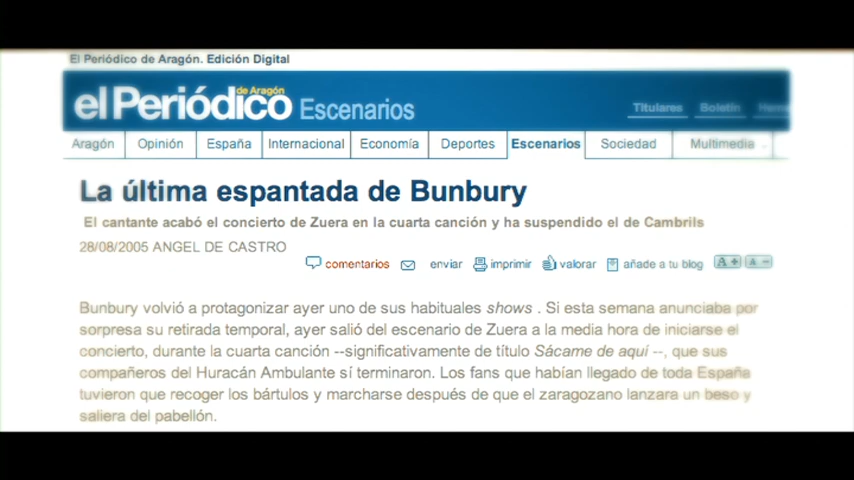 El Periódico de Aragón. Edición Digital
el Periódico de Aragón Escenarios
Titulares Boletín
Aragón Opinión España Internacional Economía Deportes Escenarios Sociedad Multimedia
La última espantada de Bunbury
El cantante acabó el concierto de Zuera en la cuarta canción y ha suspendido el de Cambrils
28/08/2005 ANGEL DE CASTRO
comentarios enviar imprimir valorar añade a tu blog A + A -
Bunbury volvió a protagonizar ayer uno de sus habituales shows . Si esta semana anunciaba por
sorpresa su retirada temporal, ayer salió del escenario de Zuera a la media hora de iniciarse el
concierto, durante la cuarta canción --significativamente de título Sácame de aquí --, que sus
compañeros del Huracán Ambulante sí terminaron. Los fans que habían llegado de toda España
tuvieron que recoger los bártulos y marcharse después de que el zaragozano lanzara un beso y
saliera del pabellón.